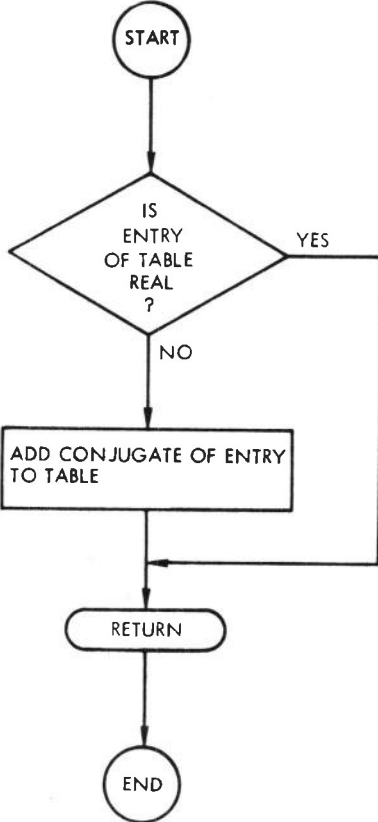 START
IS
ENTRY
OF TABLE
REAL
?
YES
NO
ADD CONJUGATE OF ENTRY
TO TABLE
RETURN
END